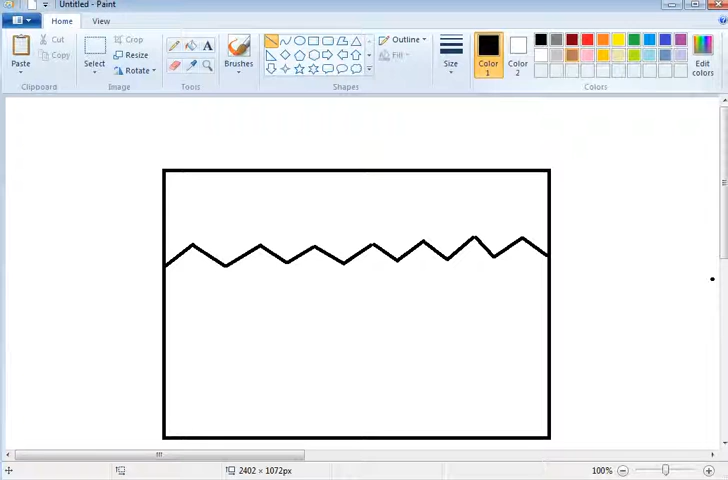 Untitled - Paint
Home
View
Paste
Cut
Copy
Clipboard
Select
Crop
Resize
Rotate
Image
A
Tools
Brushes
Outline
Fill
Shapes
Size
Color
1
Color
2
Edit
colors
Colors
2402 × 1072px
100%